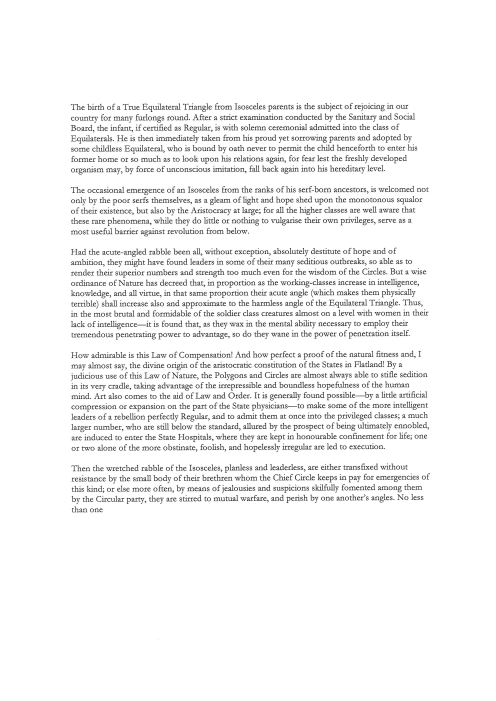 The birth of a True Equilateral Triangle from Isosceles parents is the subject of rejoicing in our
country for many furlongs round. After a strict examination conducted by the Sanitary and Social
Board, the infant, if certified as Regular, is with solemn ceremonial admitted into the class of
Equilaterals. He is then immediately taken from his proud yet sorrowing parents and adopted by
some childless Equilateral, who is bound by oath never to permit the child henceforth to enter his
former home or so much as to look upon his relations again, for fear lest the freshly developed
organism may, by force of unconscious imitation, fall back again into his hereditary level.
The occasional emergence of an Isosceles from the ranks of his serf-born ancestors, is welcomed not
only by the poor serfs themselves, as a gleam of light and hope shed upon the monotonous squalor
of their existence, but also by the Aristocracy at large; for all the higher classes are well aware that
these rare phenomena, while they do little or nothing to vulgarise their own privileges, serve as a
most useful barrier against revolution from below.
Had the acute-angled rabble been all, without exception, absolutely destitute of hope and of
ambition, they might have found leaders in some of their many seditious outbreaks, so able as to
render their superior numbers and strength too much even for the wisdom of the Circles. But a wise
ordinance of Nature has decreed that, in proportion as the working-classes increase in intelligence,
knowledge, and all virtue, in that same proportion their acute angle (which makes them physically
terrible) shall increase also and approximate to the harmless angle of the Equilateral Triangle. Thus,
in the most brutal and formidable of the soldier class creatures almost on a level with women in their
lack of intelligence—it is found that, as they wax in the mental ability necessary to employ their
tremendous penetrating power to advantage, so do they wane in the power of penetration itself.
How admirable is this Law of Compensation! And how perfect a proof of the natural fitness and, I
may almost say, the divine origin of the aristocratic constitution of the States in Flatland! By a
judicious use of this Law of Nature, the Polygons and Circles are almost always able to stifle sedition
in its very cradle, taking advantage of the irrepressible and boundless hopefulness of the human
mind. Art also comes to the aid of Law and Order. It is generally found possible—by a little artificial
compression or expansion on the part of the State physicians—to make some of the more intelligent
leaders of a rebellion perfectly Regular, and to admit them at once into the privileged classes; a much
larger number, who are still below the standard, allured by the prospect of being ultimately ennobled,
are induced to enter the State Hospitals, where they are kept in honourable confinement for life; one
or two alone of the more obstinate, foolish, and hopelessly irregular are led to execution.
Then the wretched rabble of the Isosceles, planless and leaderless, are either transfixed without
resistance by the small body of their brethren whom the Chief Circle keeps in pay for emergencies of
this kind; or else more often, by means of jealousies and suspicions skilfully fomented among them
by the Circular party, they are stirred to mutual warfare, and perish by one another's angles. No less
than one